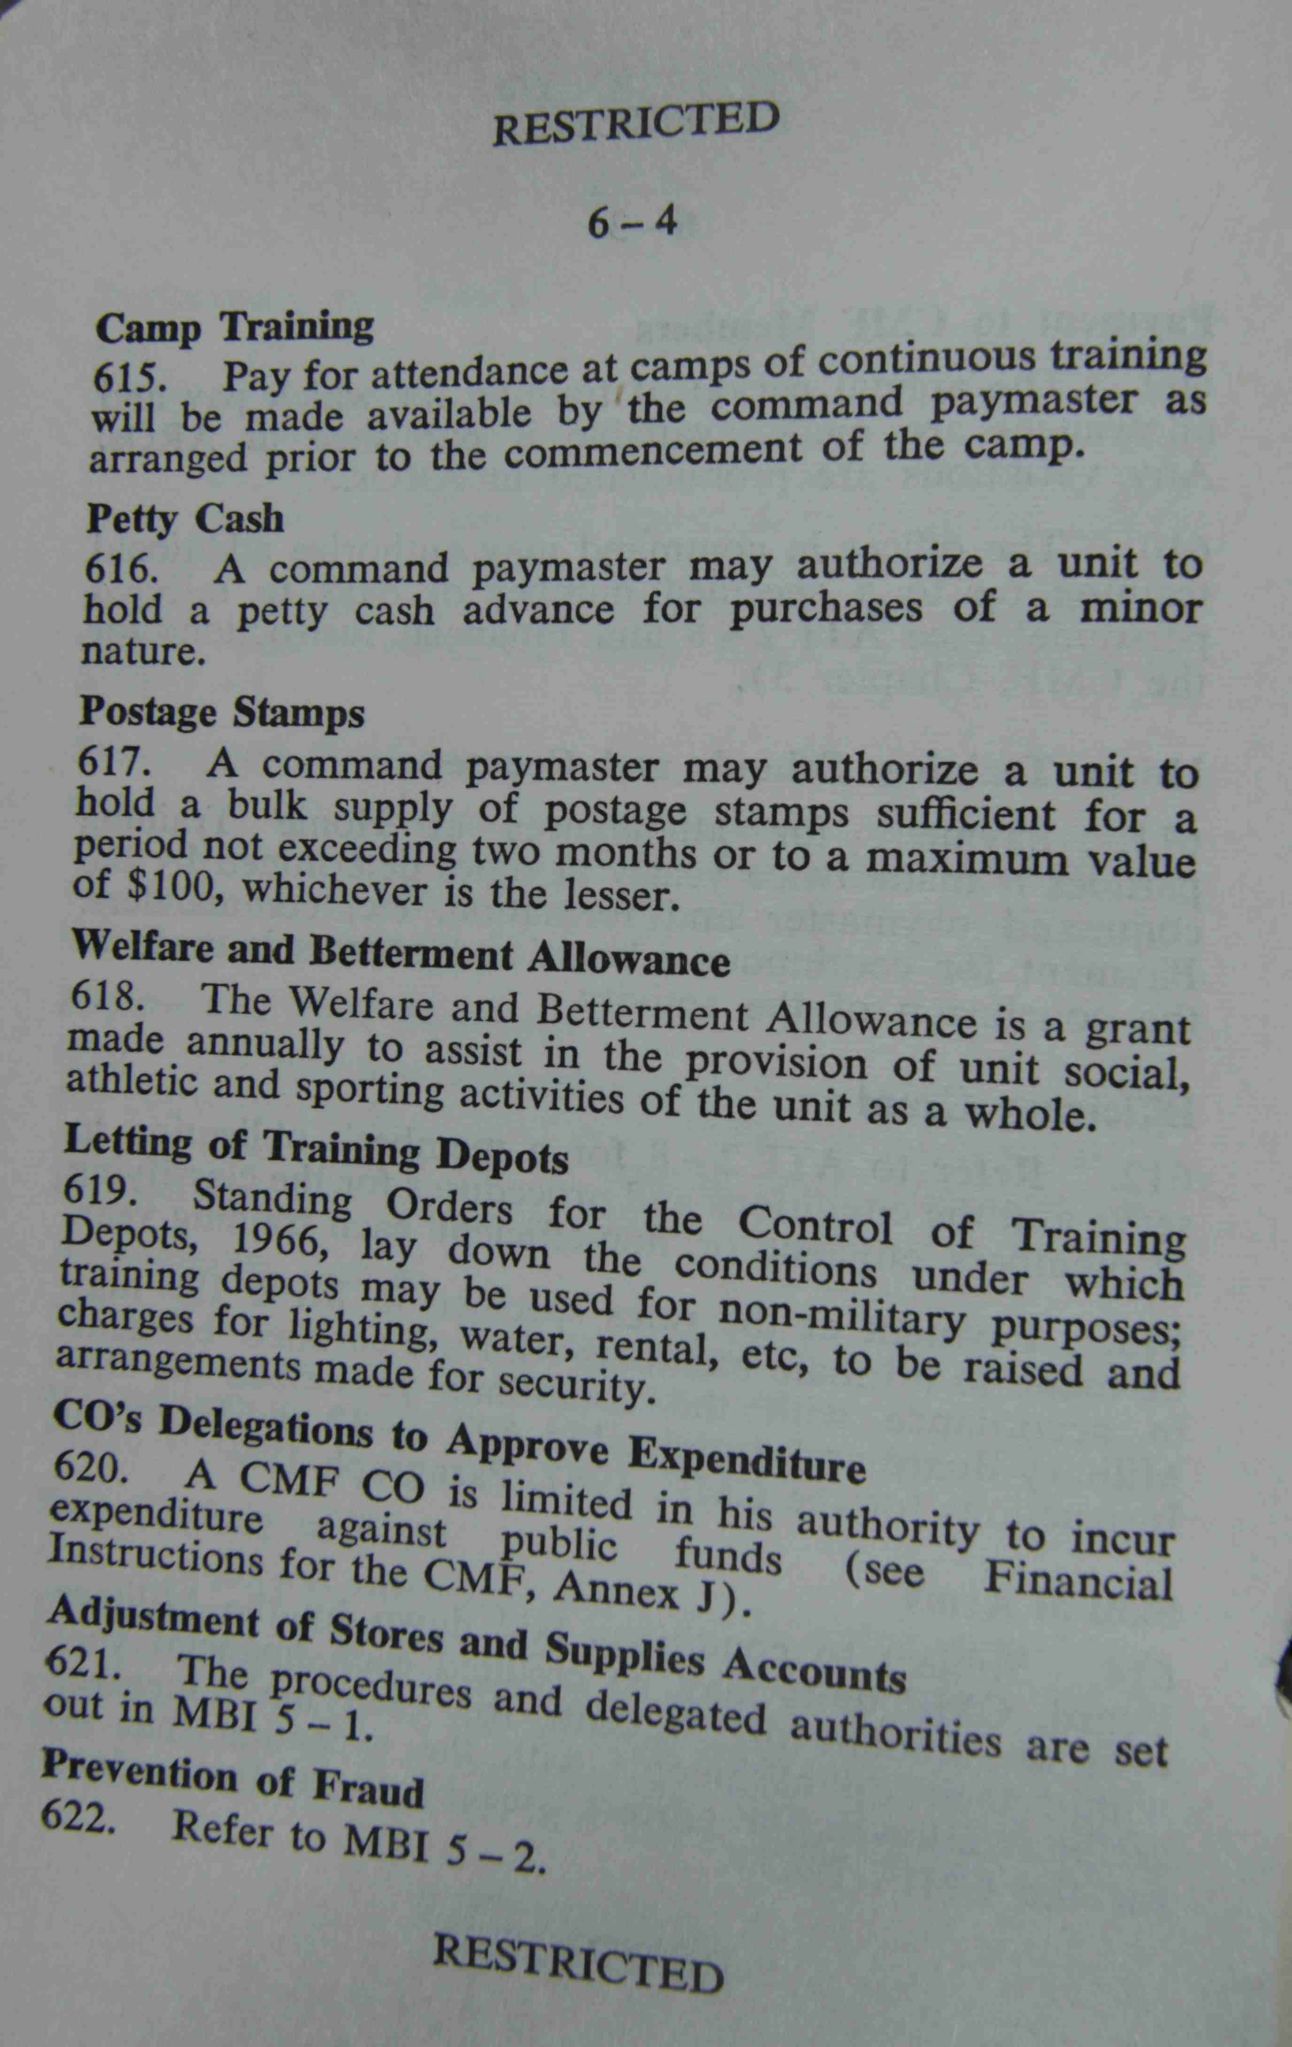 RESTRICTED
6 – 4
Camp Training
615. Pay for attendance at camps of continuous training
will be made available by the command paymaster as
arranged prior to the commencement of the camp.
Petty Cash
616. A command paymaster may authorize a unit to
hold a petty cash advance for purchases of a minor
nature.
Postage Stamps
617. A command paymaster may authorize a unit to
hold a bulk supply of postage stamps sufficient for a
period not exceeding two months or to a maximum value
of $100, whichever is the lesser.
Welfare and Betterment Allowance
618. The Welfare and Betterment Allowance is a grant
made annually to assist in the provision of unit social,
athletic and sporting activities of the unit as a whole.
Letting of Training Depots
619. Standing Orders for the Control of Training
Depots, 1966, lay down the conditions under which
training depots may be used for non-military purposes;
charges for lighting, water, rental, etc, to be raised and
arrangements made for security.
CO's Delegations to Approve Expenditure
620. A CMF CO is limited in his authority to incur
expenditure against public funds (see Financial
Instructions for the CMF, Annex J).
Adjustment of Stores and Supplies Accounts
621. The procedures and delegated authorities are set
out in MBI 5 – 1.
Prevention of Fraud
622. Refer to MBI 5 – 2.
RESTRICTED